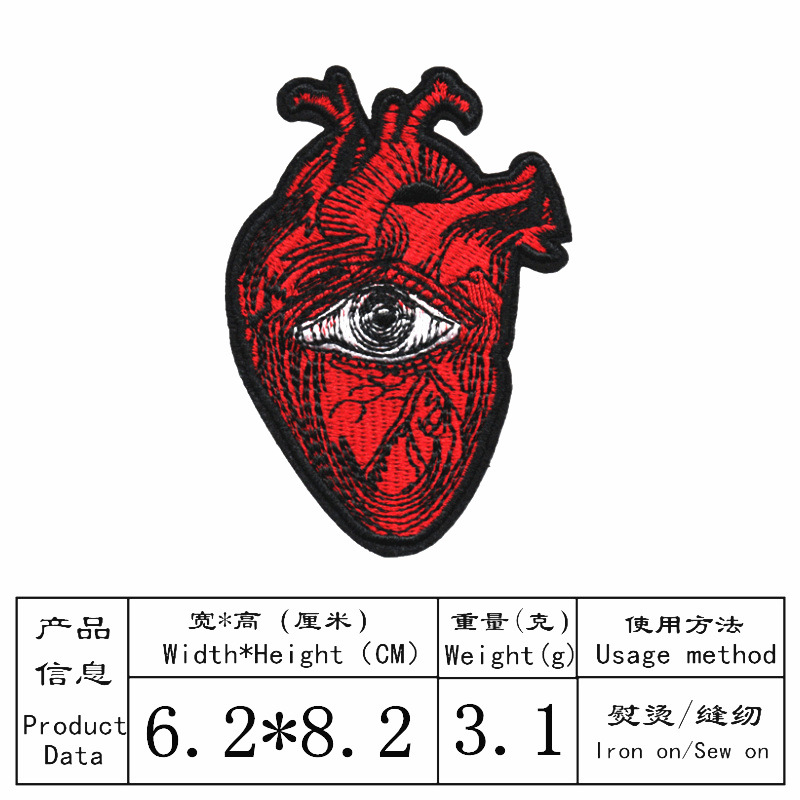 产品
信息
Product
Data
宽*高 (厘米)
Width*Height (CM)
6.2*8.2
重量(克)
Weight(g)
3.1
使用方法
Usage method
熨烫/缝纫
Iron on/Sew on